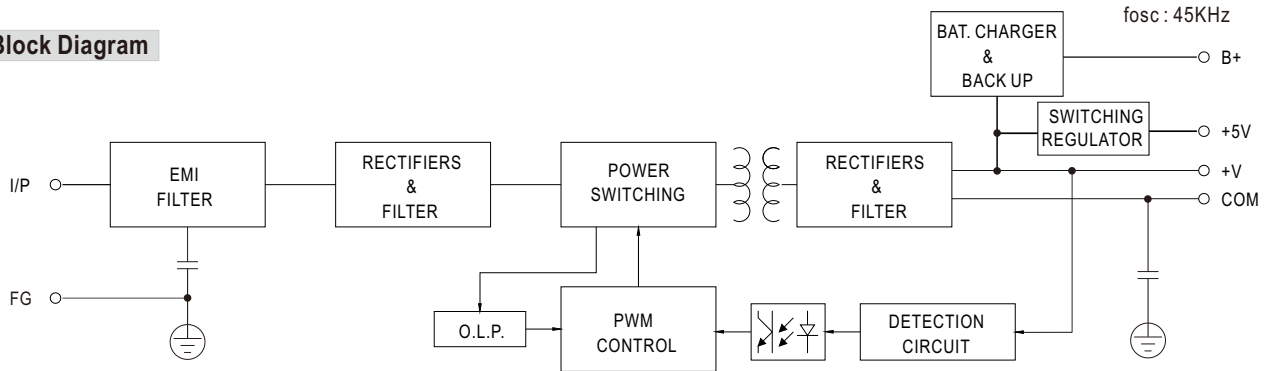 fosc : 45KHz
Block Diagram
BAT. CHARGER
&
BACK UP
B+
SWITCHING
REGULATOR
+5V
I/P
EMI
FILTER
RECTIFIERS
&
FILTER
POWER
SWITCHING
RECTIFIERS
&
FILTER
+V
COM
FG
O.L.P.
PWM
CONTROL
DETECTION
CIRCUIT